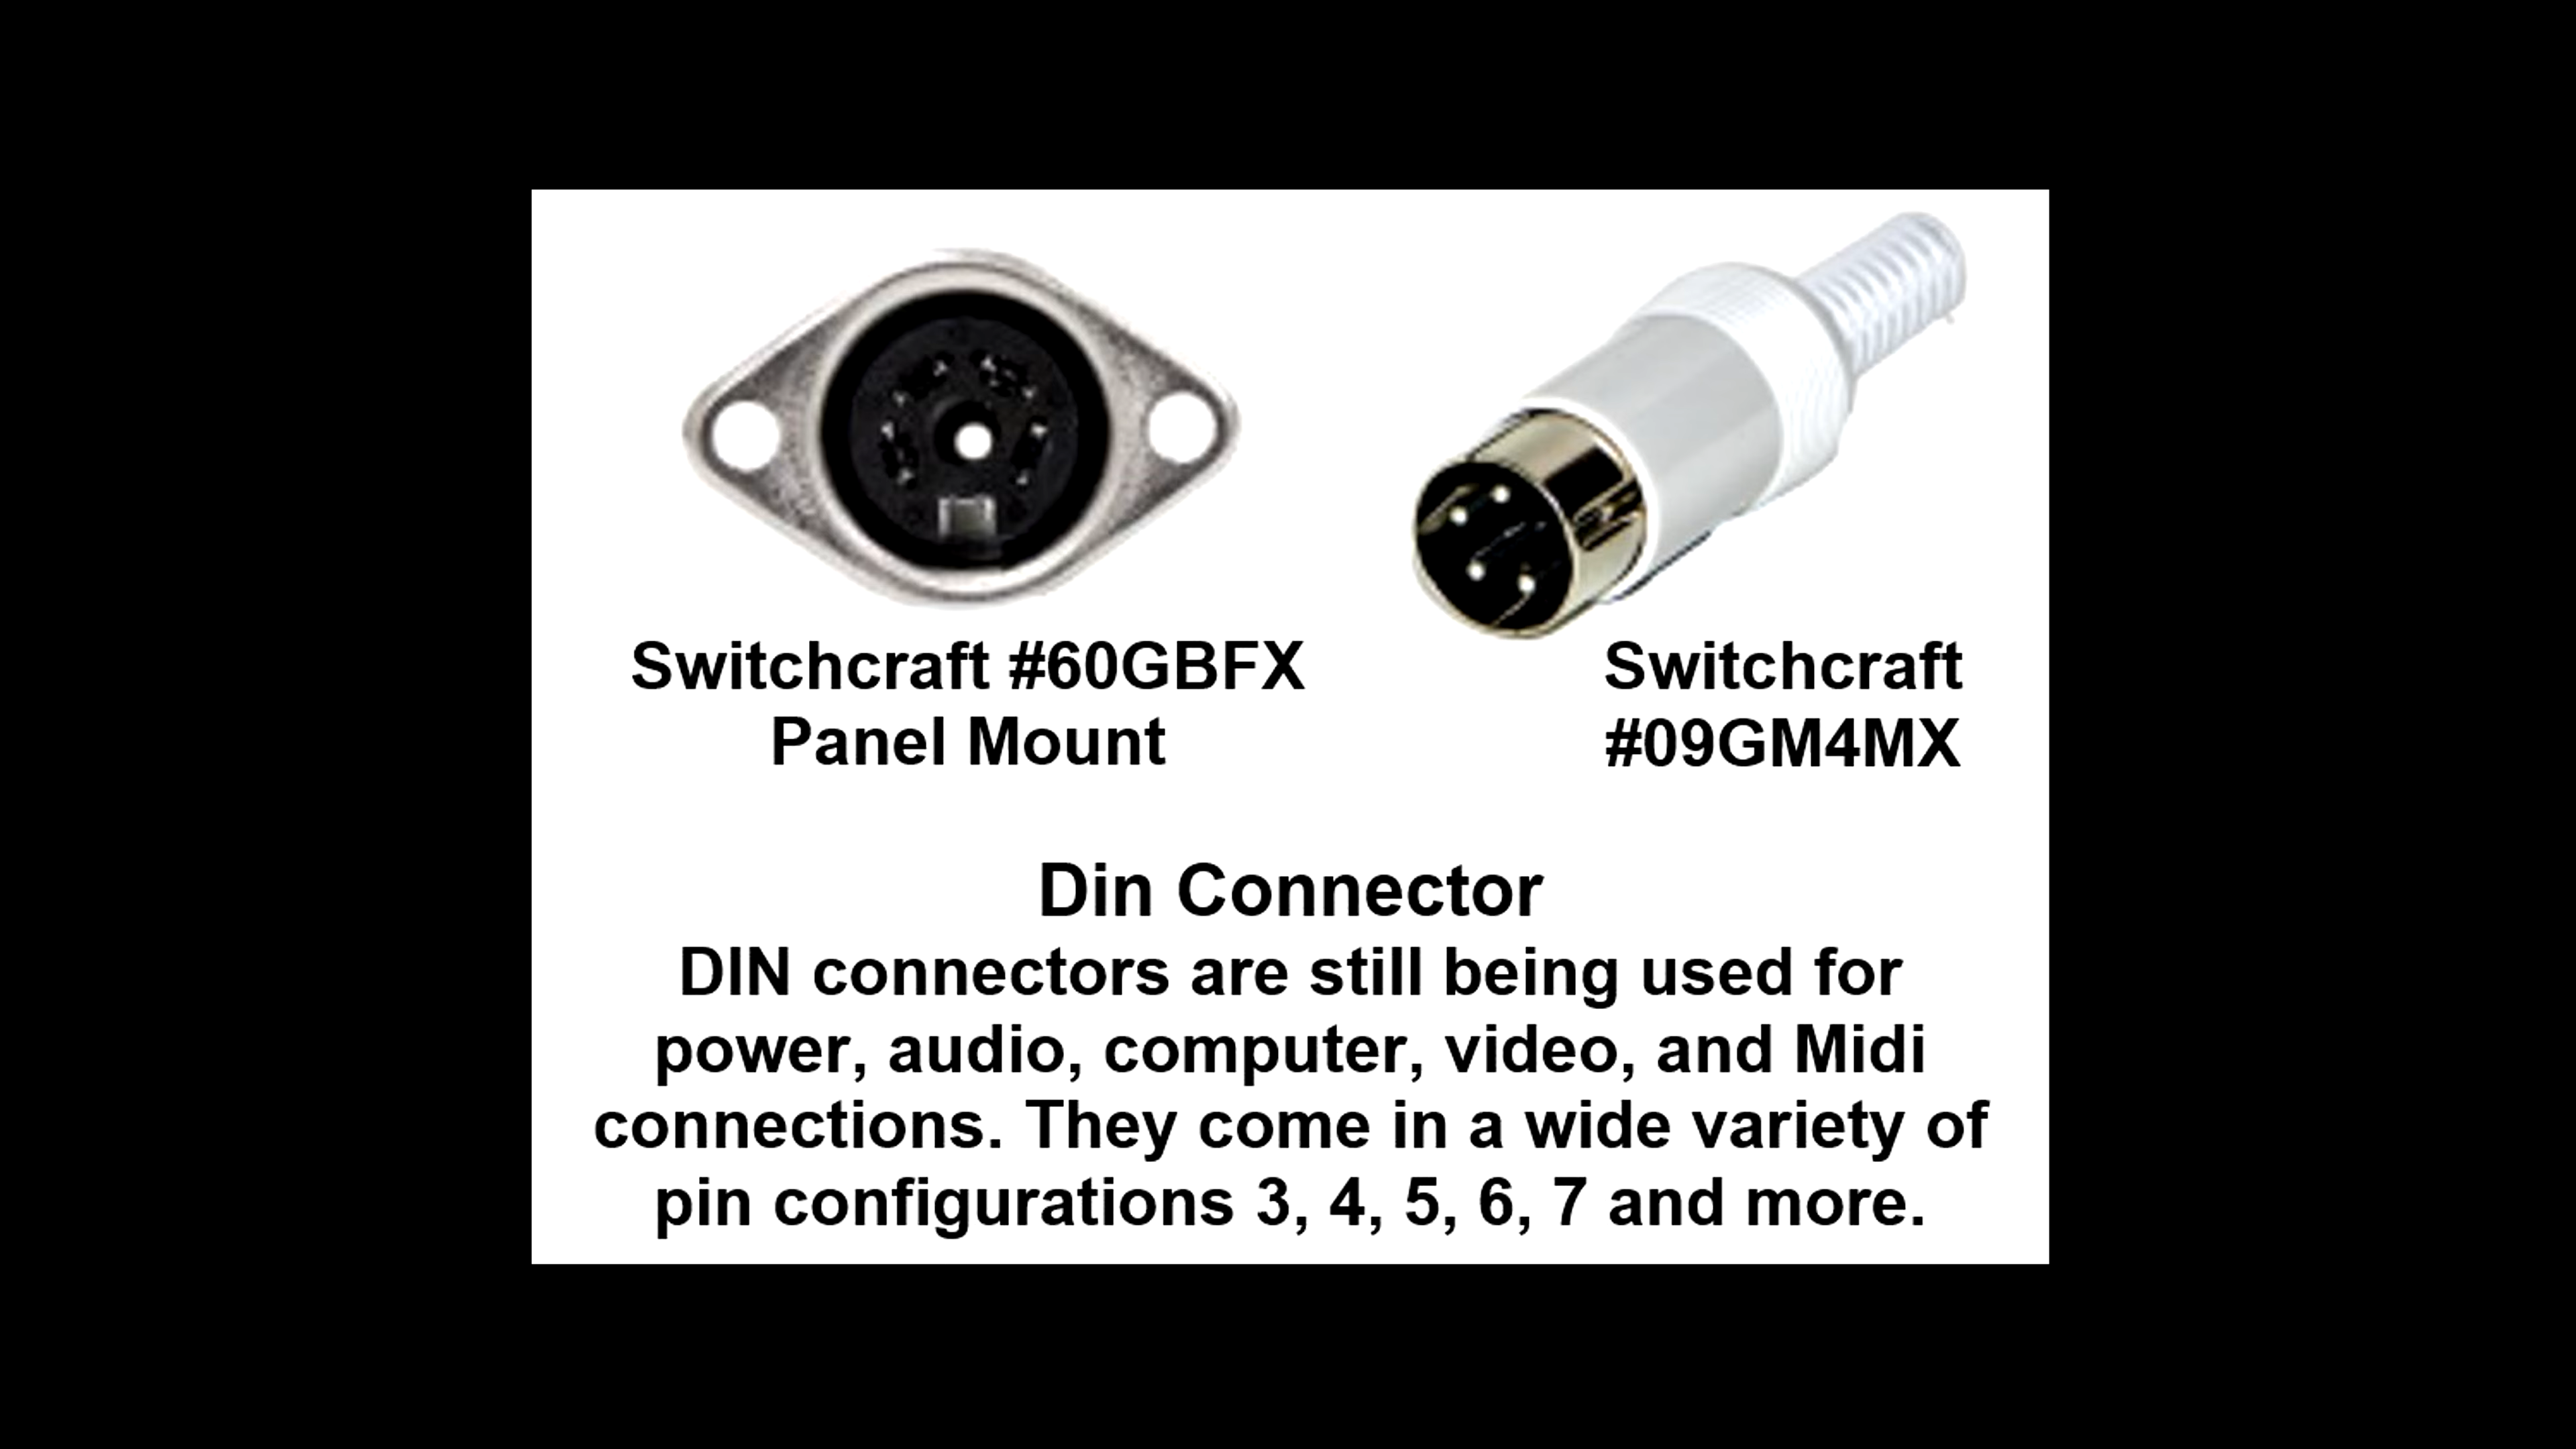 Switchcraft #60GBFX
Panel Mount
Switchcraft
#09GM4MX
Din Connector
DIN connectors are still being used for
power, audio, computer, video, and Midi
connections. They come in a wide variety of
pin configurations 3, 4, 5, 6, 7 and more.